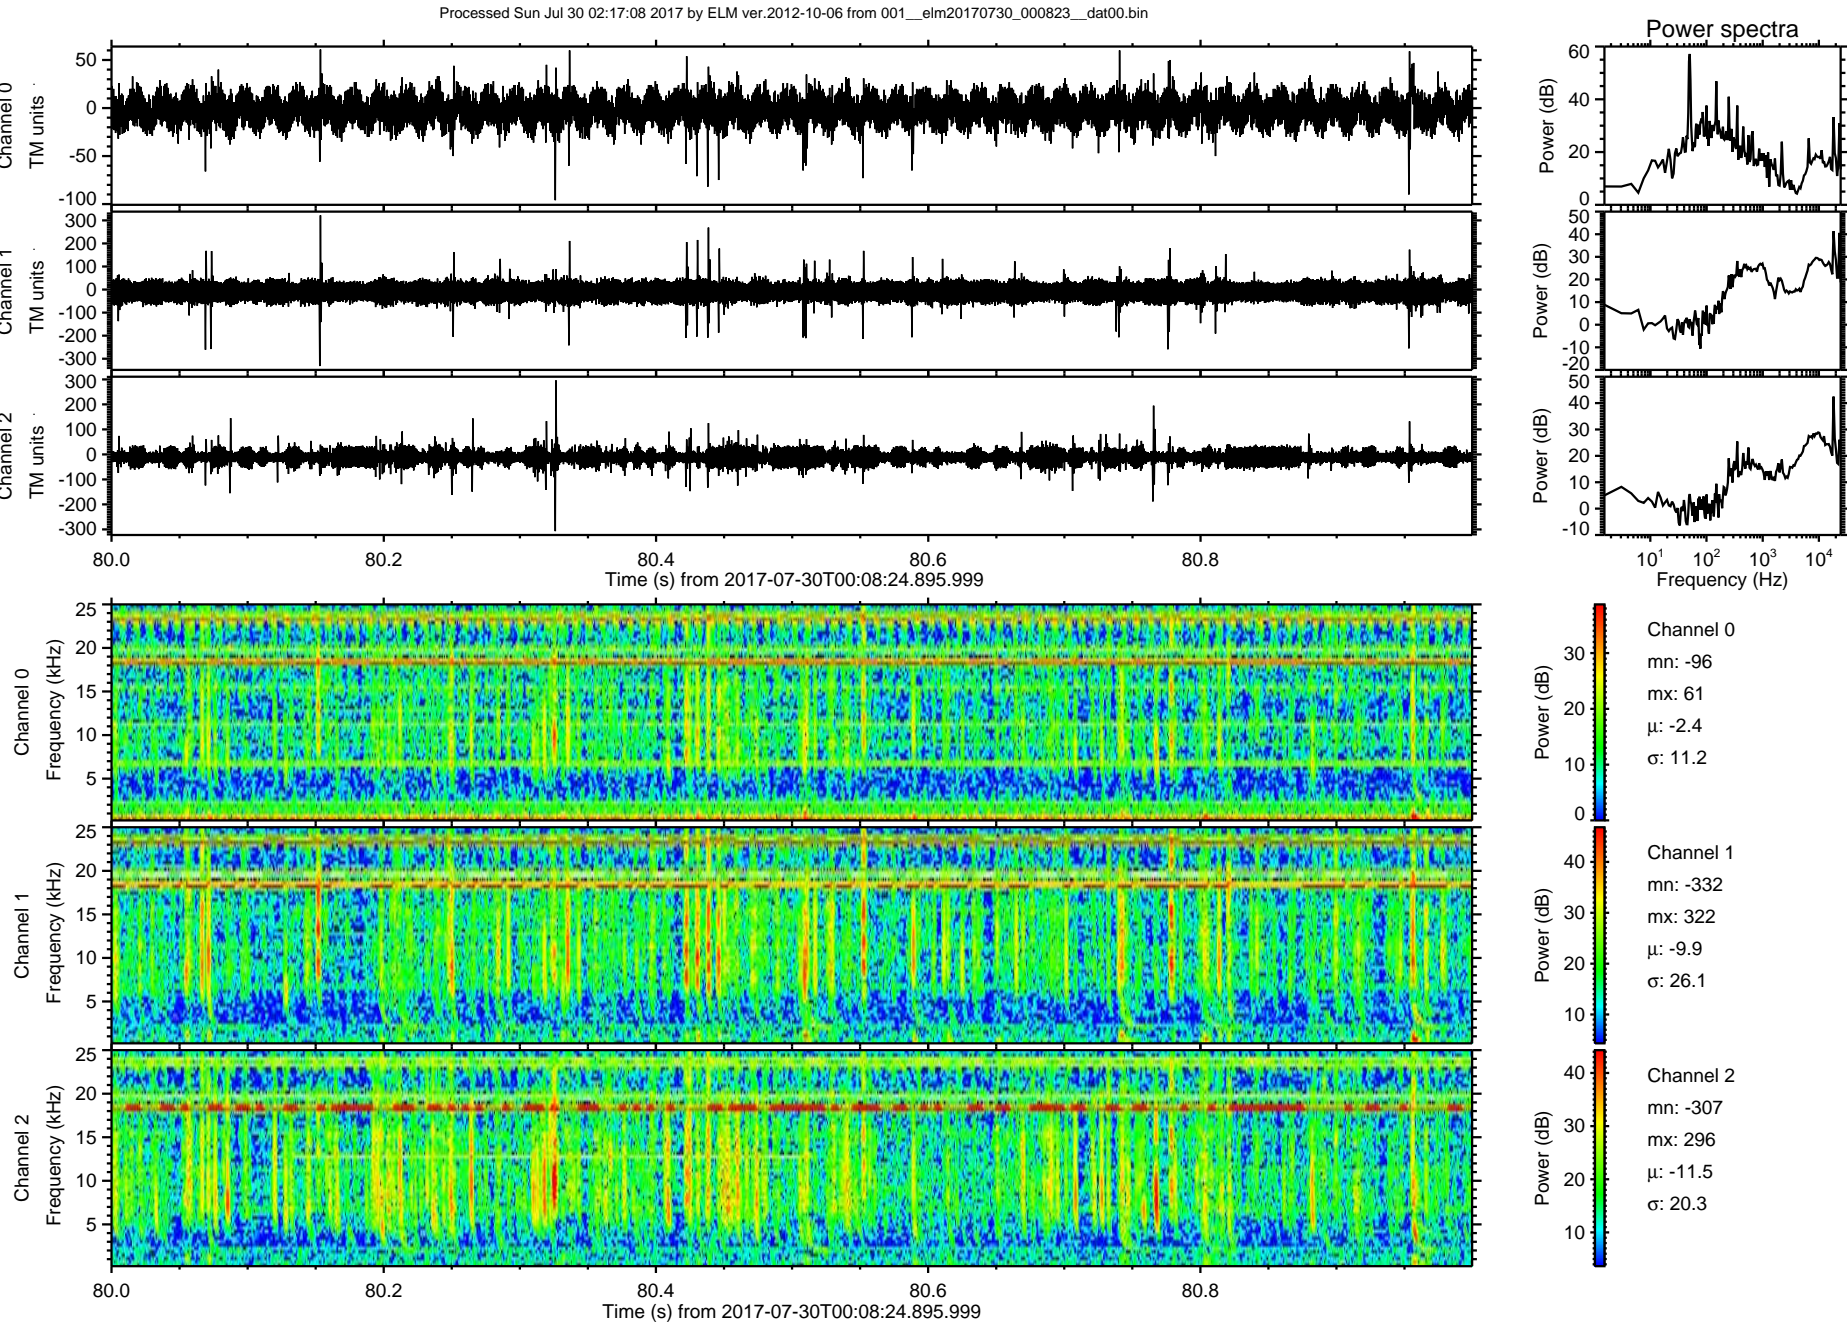 Processed Sun Jul 30 02:17:08 2017 by ELM ver.2012-10-06 from 001__elm20170730_000823__dat00.bin
Power spectra
Channel 0
TM units
50
0
-50
-100
Power (dB)
60
40
20
0
Channel 1
TM units
300
200
100
0
-100
-200
-300
Power (dB)
50
40
30
20
10
0
-10
-20
Channel 2
TM units
300
200
100
0
-100
-200
-300
Power (dB)
50
40
30
20
10
0
-10
80.0 80.2 80.4 80.6 80.8
Time (s) from 2017-07-30T00:08:24.895.999
10^1 10^2 10^3 10^4
Frequency (Hz)
Channel 0
Frequency (kHz)
25
20
15
10
5
Power (dB)
30
20
10
0
Channel 0
mn: -96
mx: 61
μ: -2.4
σ: 11.2
Channel 1
Frequency (kHz)
25
20
15
10
5
Power (dB)
40
30
20
10
Channel 1
mn: -332
mx: 322
μ: -9.9
σ: 26.1
Channel 2
Frequency (kHz)
25
20
15
10
5
Power (dB)
40
30
20
10
Channel 2
mn: -307
mx: 296
μ: -11.5
σ: 20.3
80.0 80.2 80.4 80.6 80.8
Time (s) from 2017-07-30T00:08:24.895.999